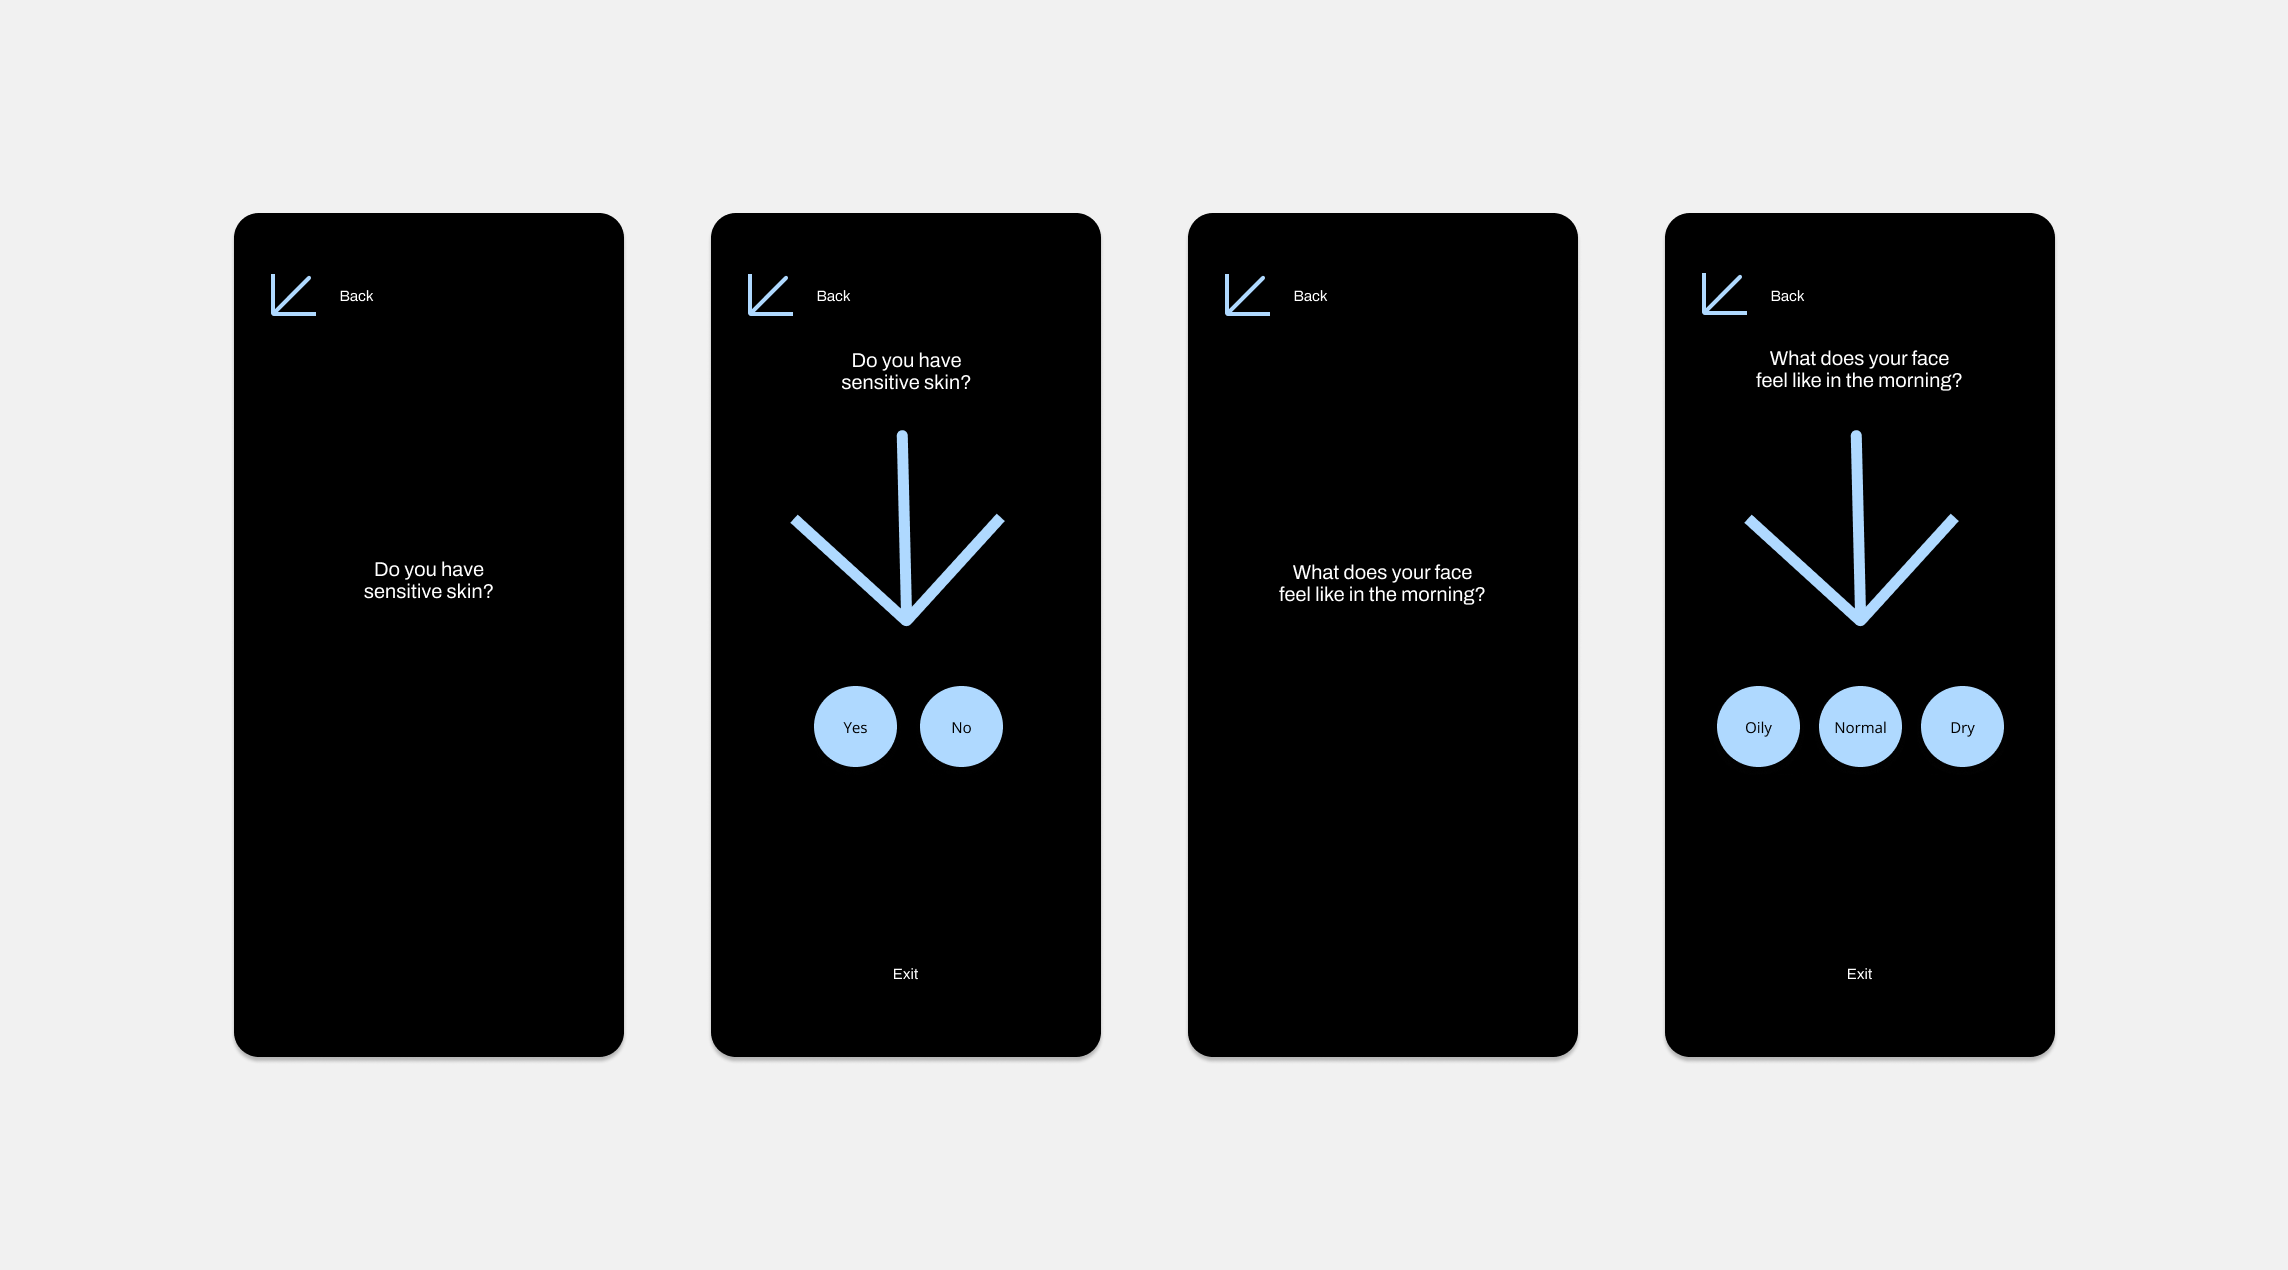 Back
Do you have
sensitive skin?
Back
Do you have
sensitive skin?
Yes
No
Exit
Back
What does your face
feel like in the morning?
Back
What does your face
feel like in the morning?
Oily
Normal
Dry
Exit